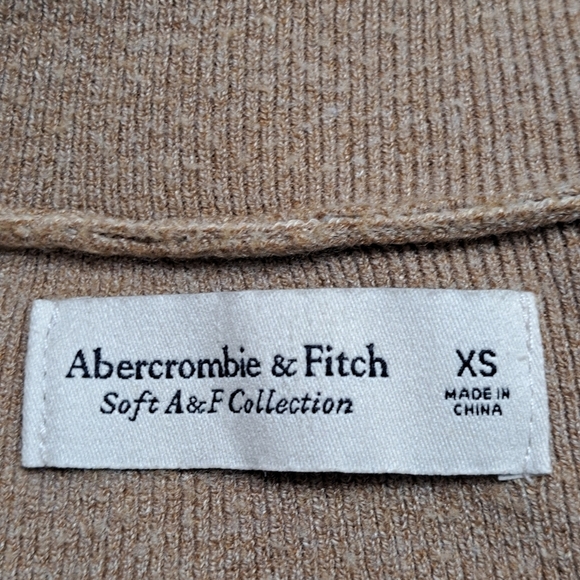 Abercrombie & Fitch
Soft A&F Collection
XS
MADE IN
CHINA